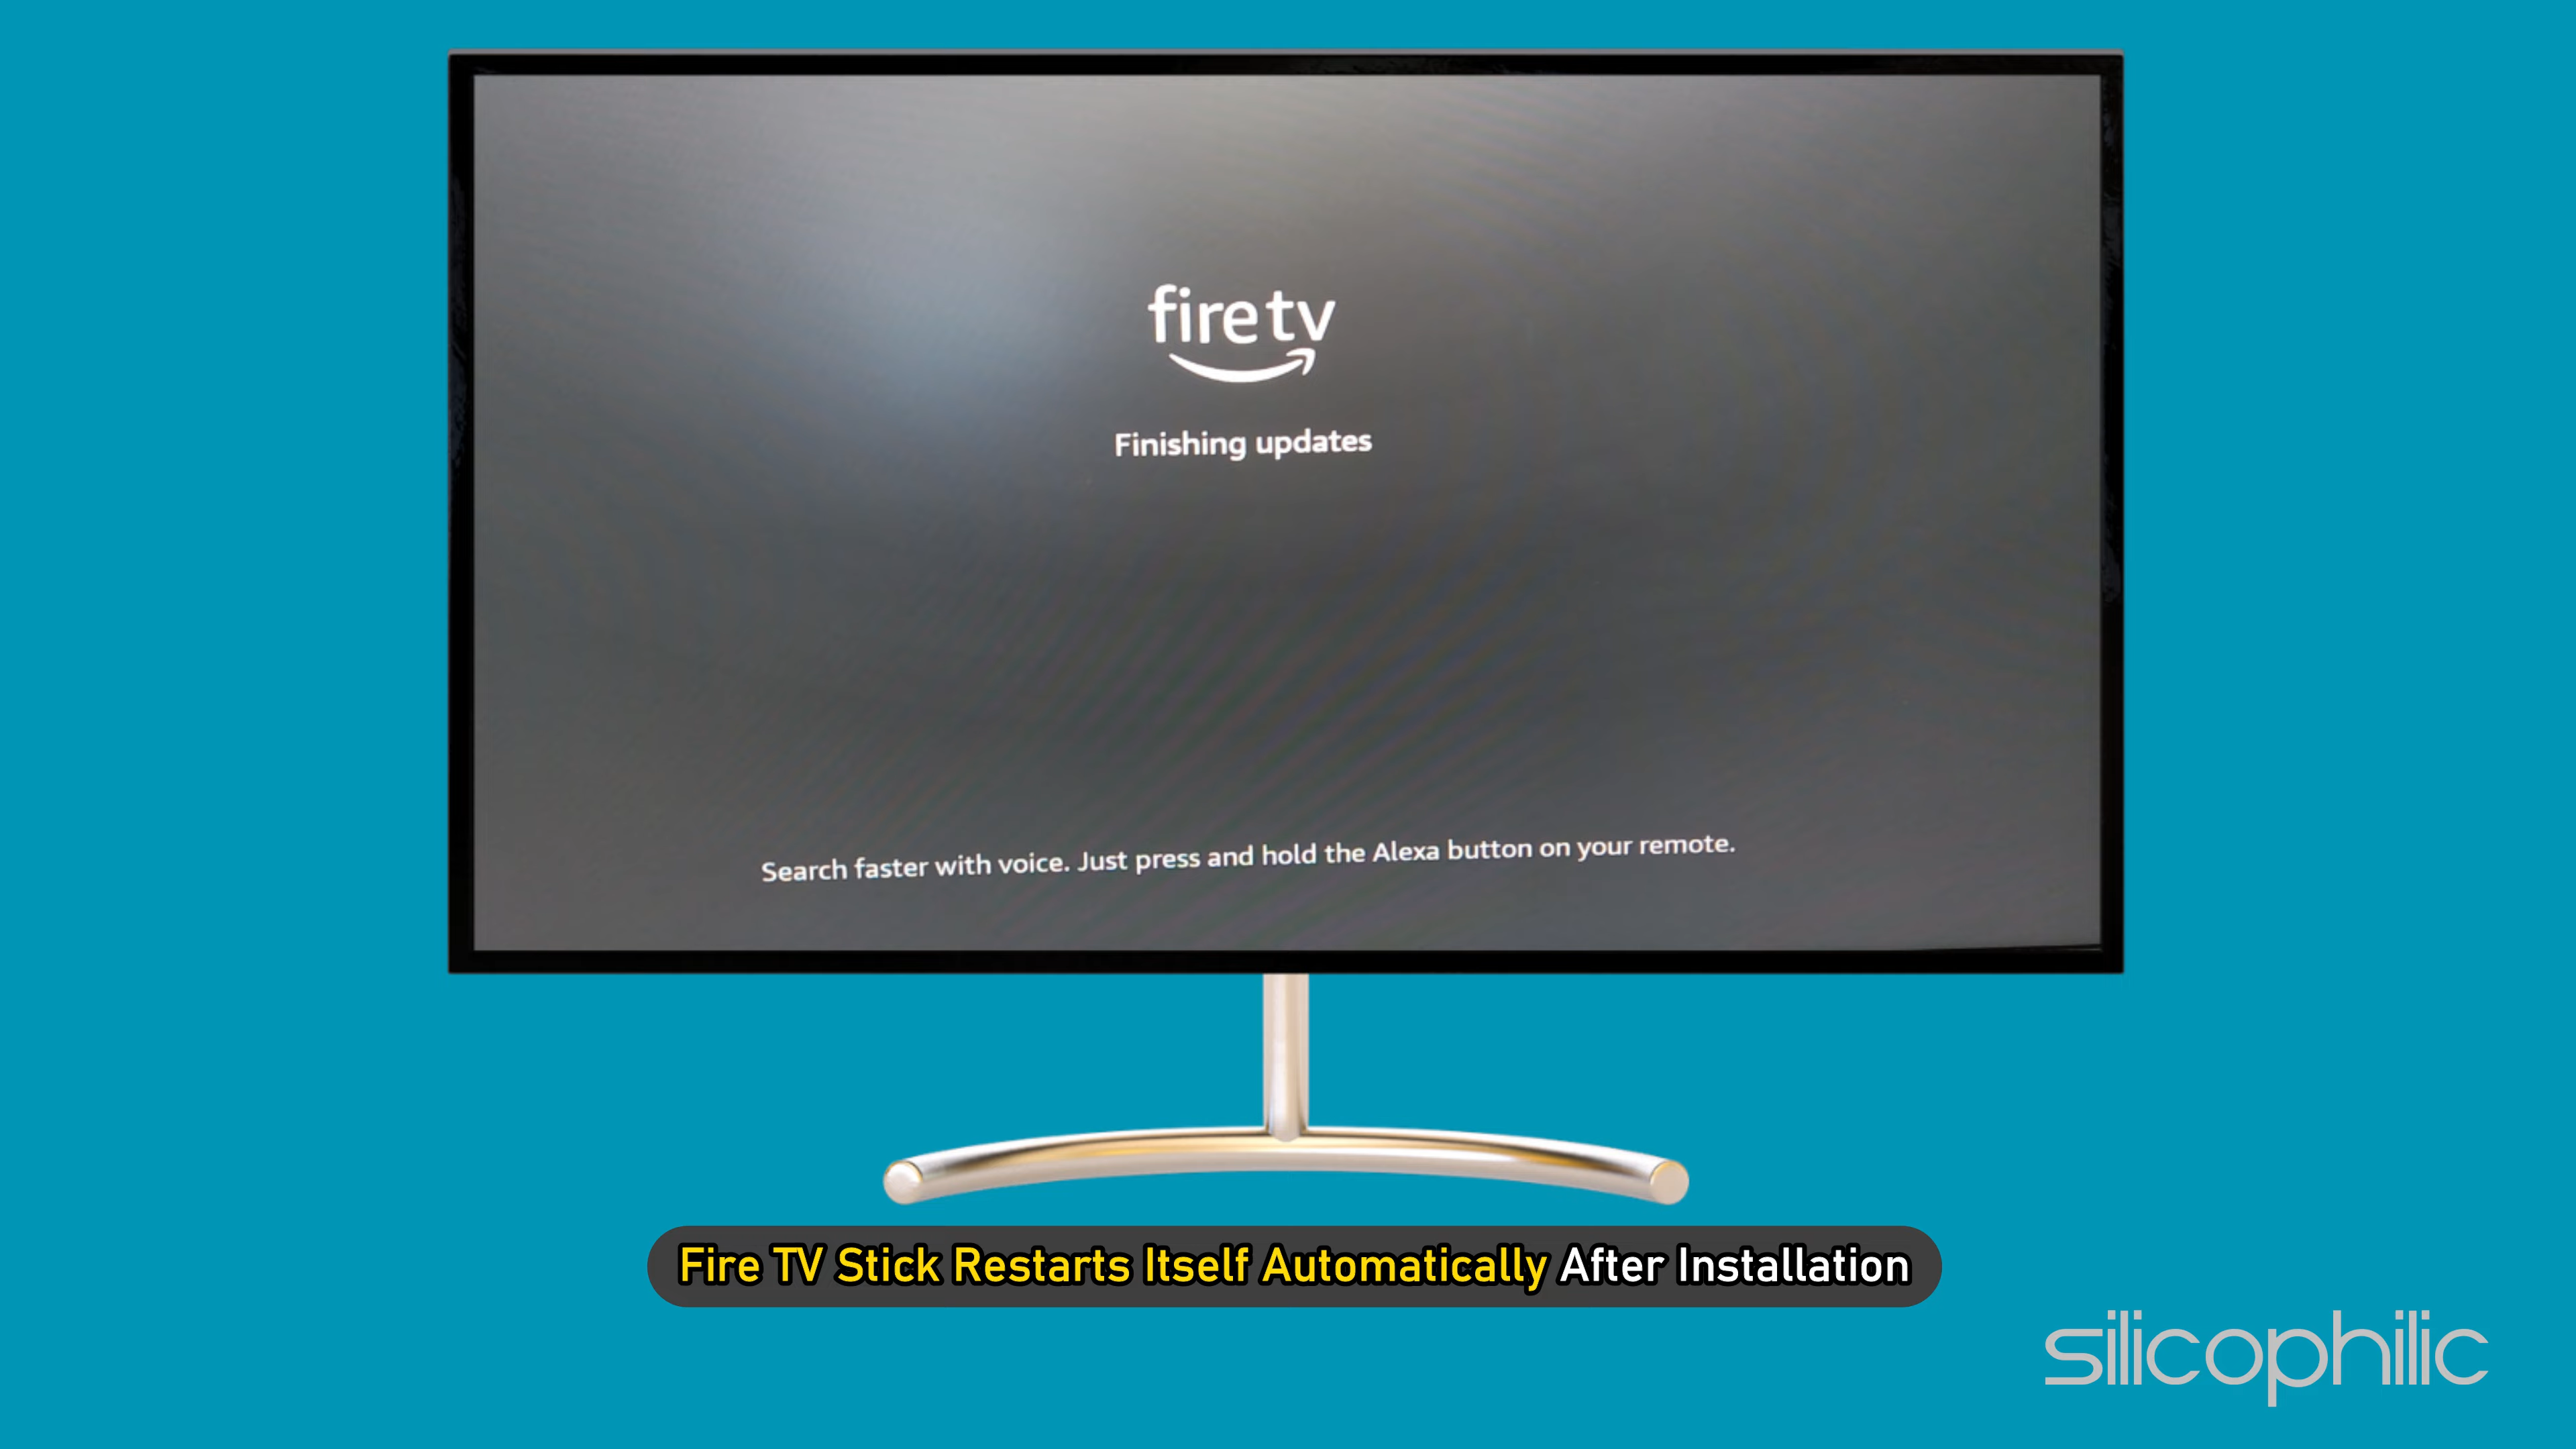 fire tv
Finishing updates
Search faster with voice. Just press and hold the Alexa button on your remote.
Fire TV Stick Restarts Itself Automatically After Installation
silicophilic